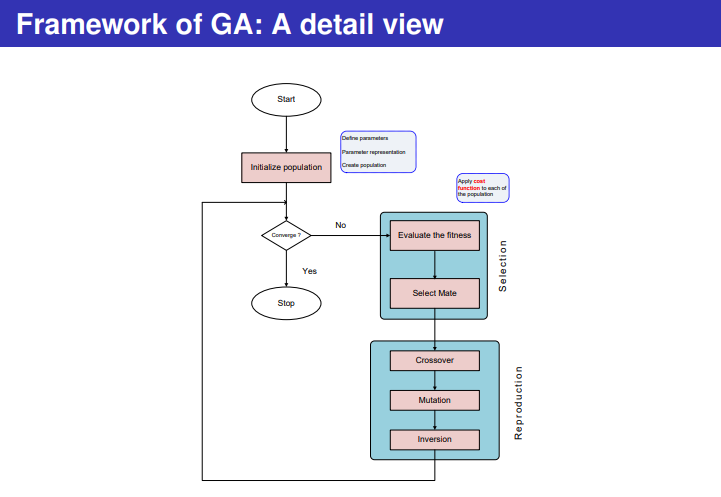 Framework of GA: A detail view
Start
Define parameters
Parameter representation
Create population
Initialize population
Apply cost
function to each of
the population
Converge ?
No
Evaluate the fitness
Selection
Yes
Select Mate
Stop
Crossover
Mutation
Reproduction
Inversion